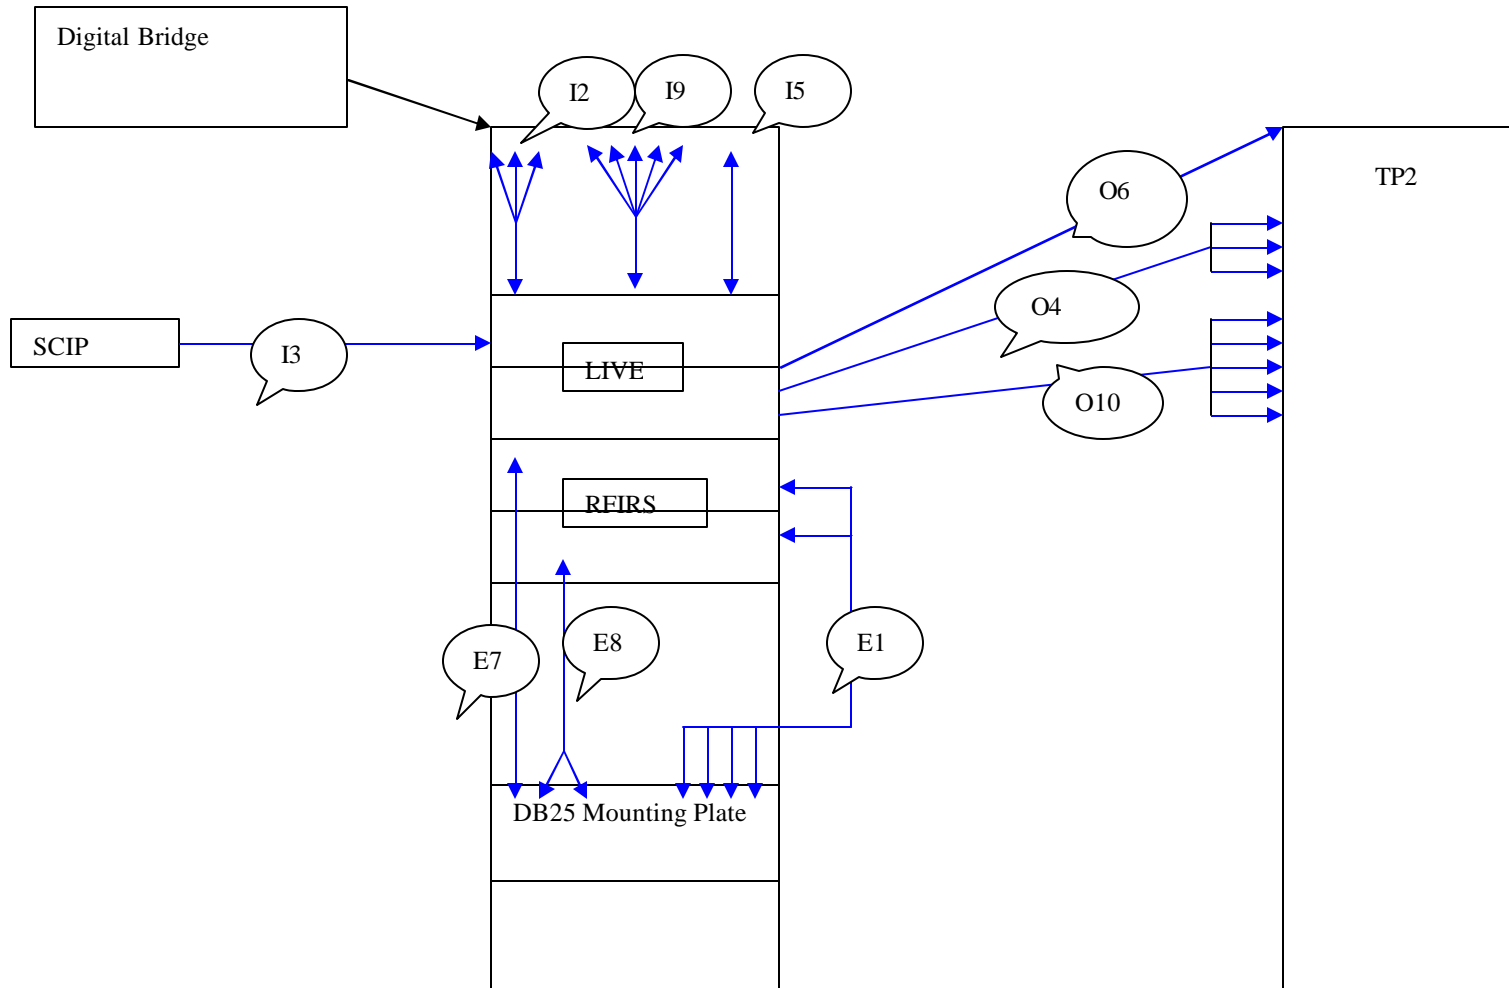 Digital Bridge
I2
I9
I5
O6
TP2
O4
SCIP
I3
LIVE
O10
RFIRS
E7
E8
E1
DB25 Mounting Plate